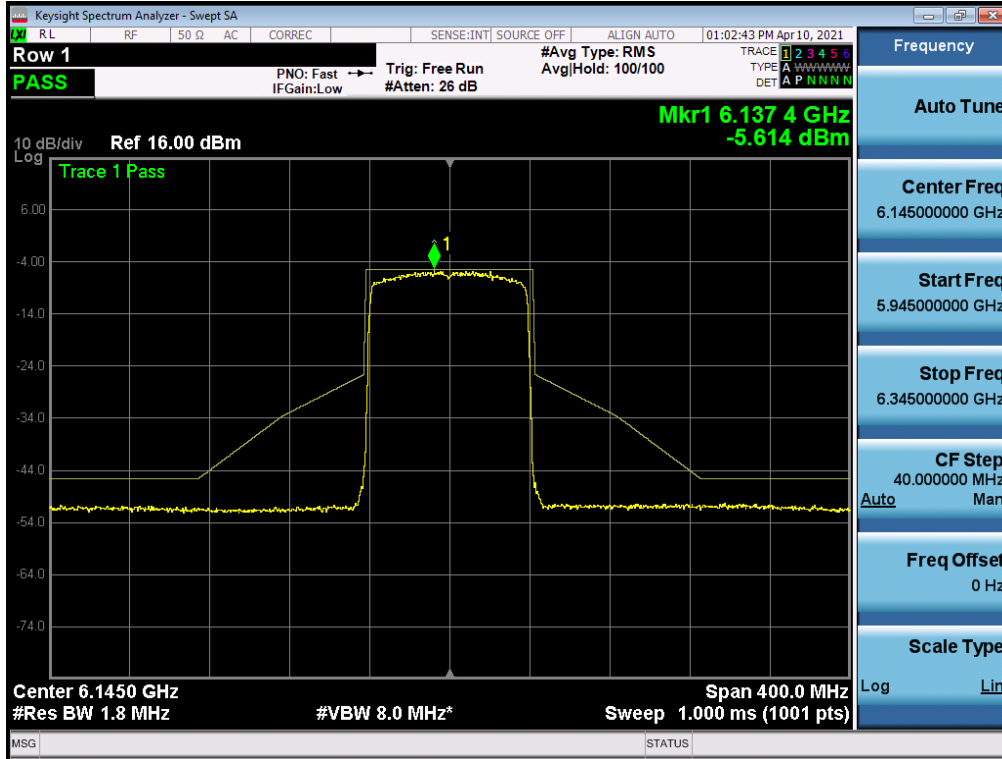 Keysight Spectrum Analyzer - Swept SA
LXI RL RF 50 Ω AC CORREC SENSE:INT SOURCE OFF ALIGN AUTO 01:02:43 PM Apr 10, 2021
Row 1
PASS
PNO: Fast
IFGain:Low
Trig: Free Run
#Atten: 26 dB
#Avg Type: RMS
Avg|Hold: 100/100
TRACE 1 2 3 4 5 6
TYPE A WWWWW
DET A P N N N N
Mkr1 6.137 4 GHz
-5.614 dBm
10 dB/div Ref 16.00 dBm
Log
Trace 1 Pass
1
6.00
-4.00
-14.0
-24.0
-34.0
-44.0
-54.0
-64.0
-74.0
Center 6.1450 GHz Span 400.0 MHz
#Res BW 1.8 MHz #VBW 8.0 MHz* Sweep 1.000 ms (1001 pts)
MSG STATUS
Frequency
Auto Tune
Center Freq
6.145000000 GHz
Start Freq
5.945000000 GHz
Stop Freq
6.345000000 GHz
CF Step
40.000000 MHz
Auto Man
Freq Offset
0 Hz
Scale Type
Log Lin